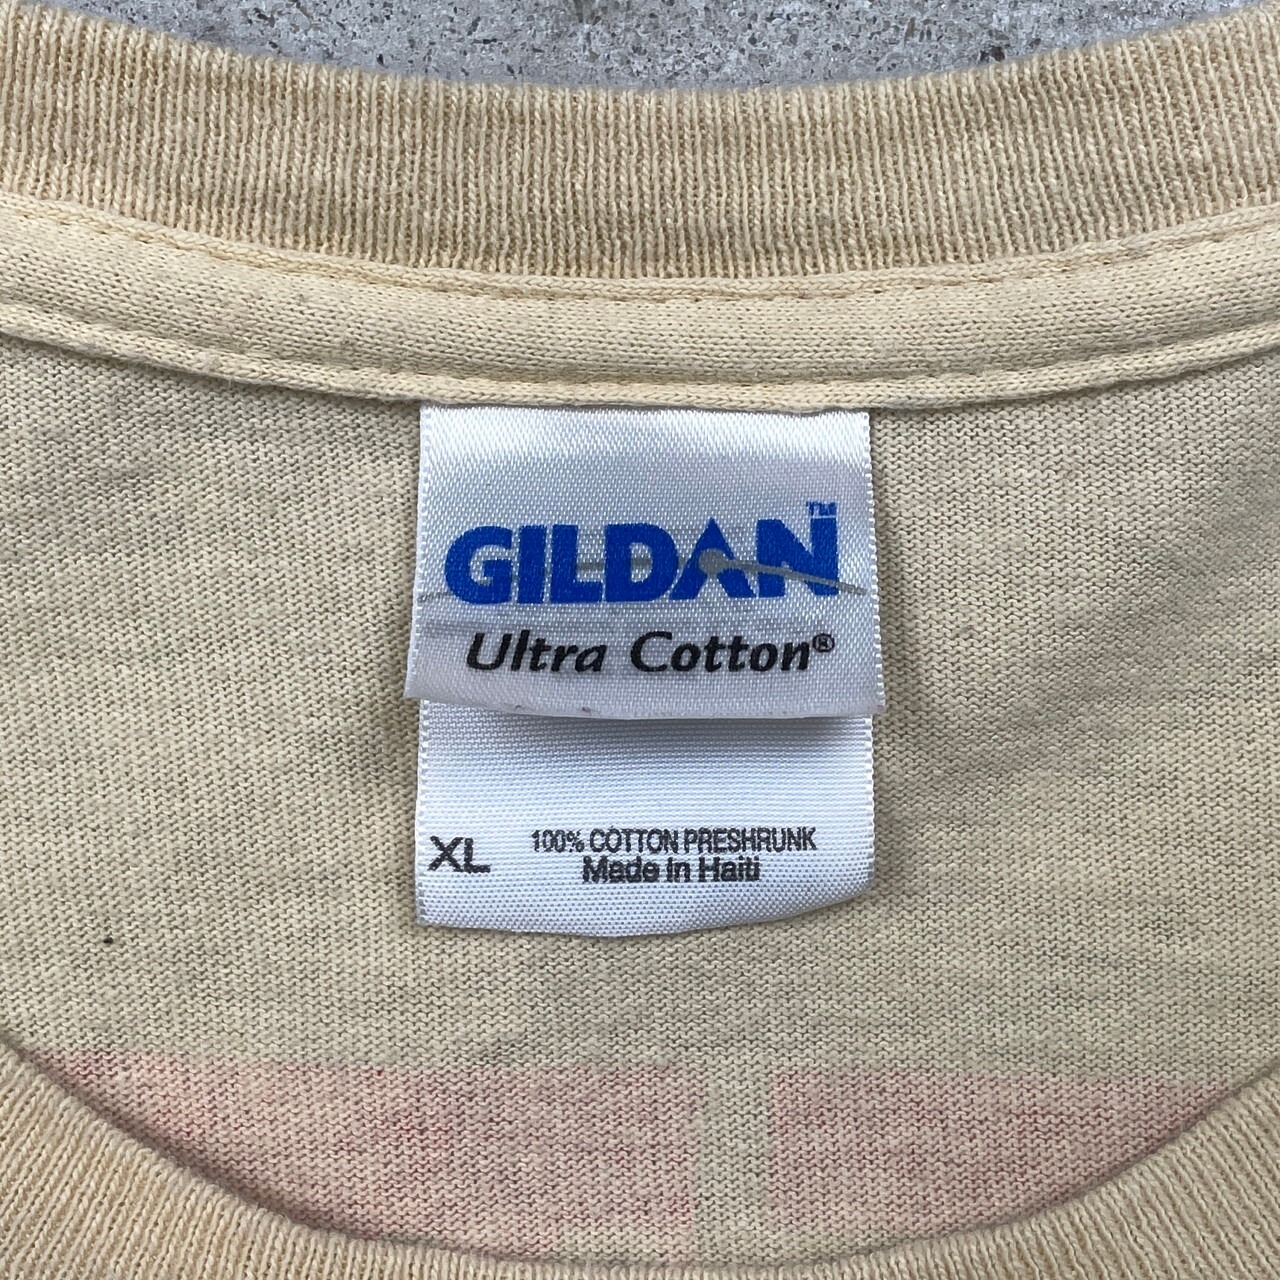 GILDAN™
Ultra Cotton®
XL 100% COTTON PRESHRUNK
Made in Haiti